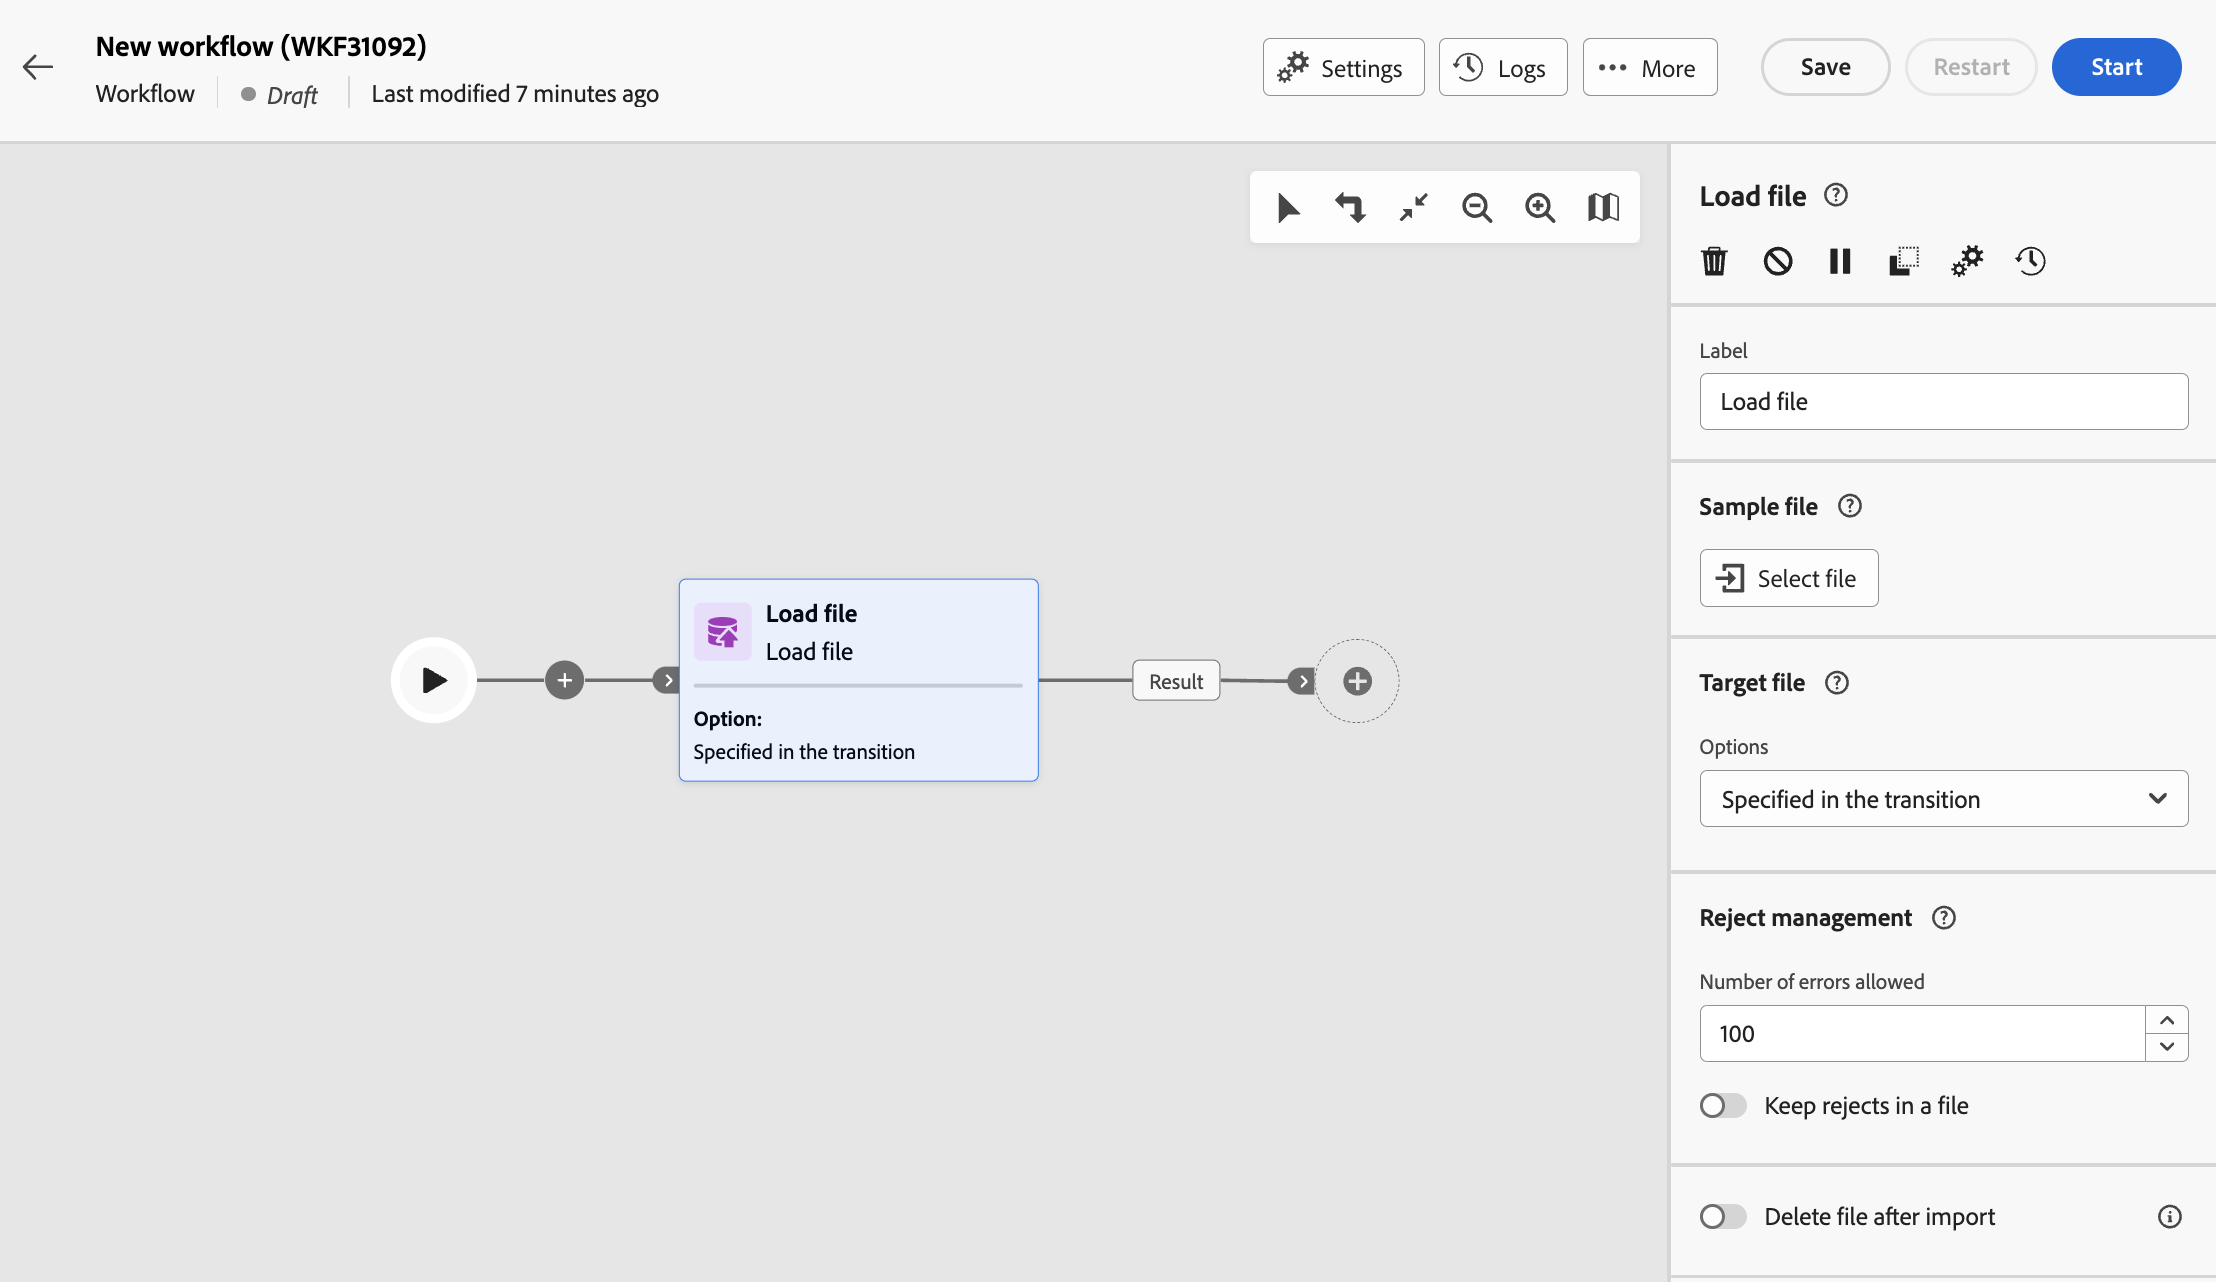 New workflow (WKF31092)
Workflow
Draft
Last modified 7 minutes ago
Settings
Logs
More
Save
Restart
Start
Load file
Load file
Option:
Specified in the transition
Result
Load file
Label
Load file
Sample file
Select file
Target file
Options
Specified in the transition
Reject management
Number of errors allowed
100
Keep rejects in a file
Delete file after import